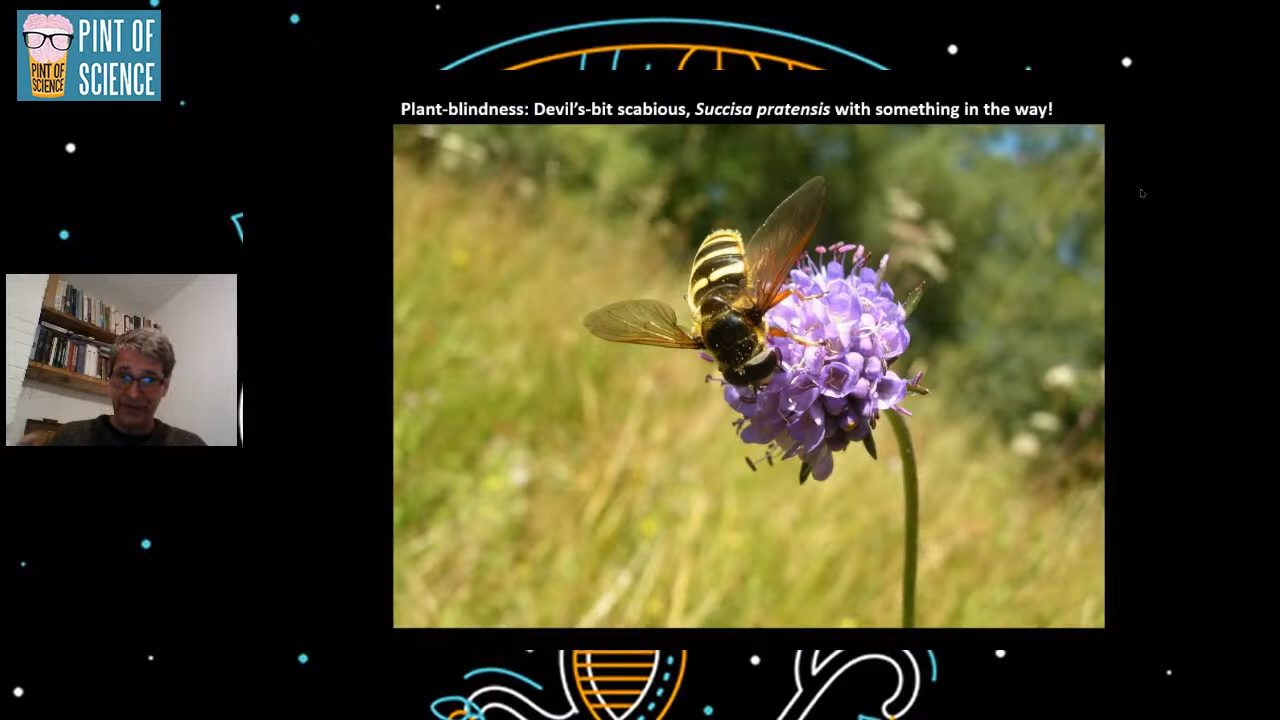 PINT OF
SCIENCE
PINT OF
SCIENCE
Plant-blindness: Devil's-bit scabious, Succisa pratensis with something in the way!